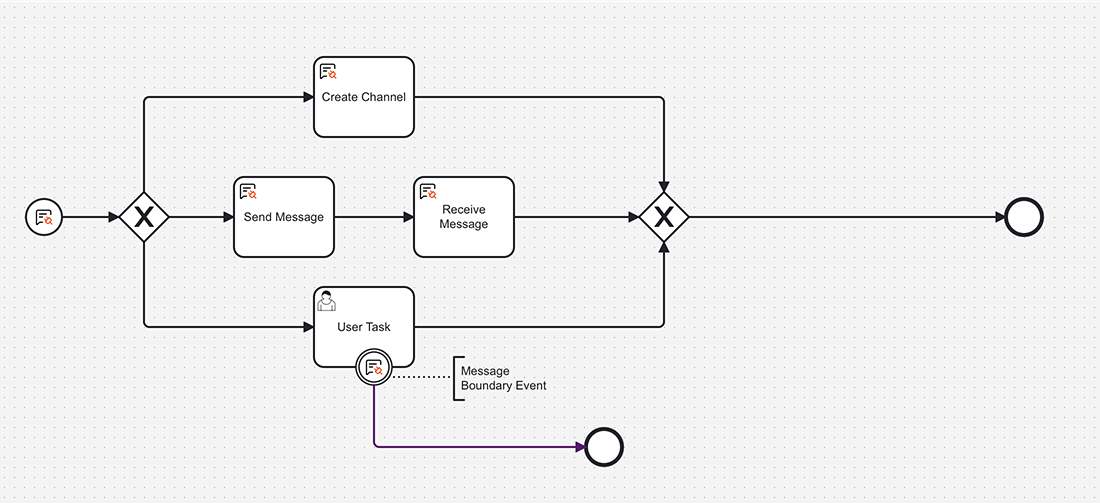 Create Channel
Send Message
Receive
Message
User Task
Message
Boundary Event